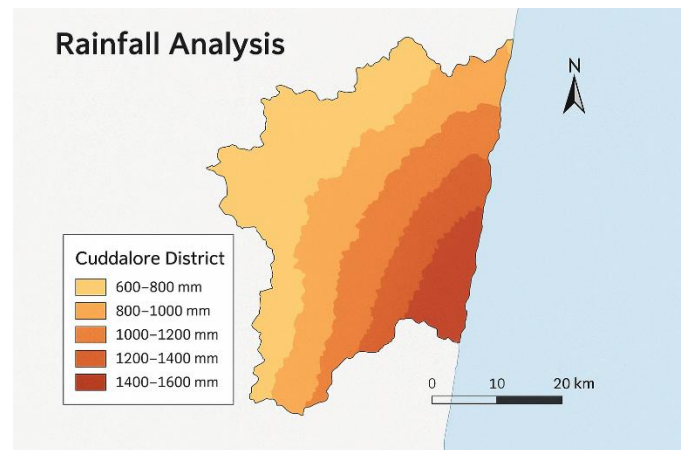 Rainfall Analysis
N
Cuddalore District
600–800 mm
800–1000 mm
1000–1200 mm
1200–1400 mm
1400–1600 mm
0 10 20 km